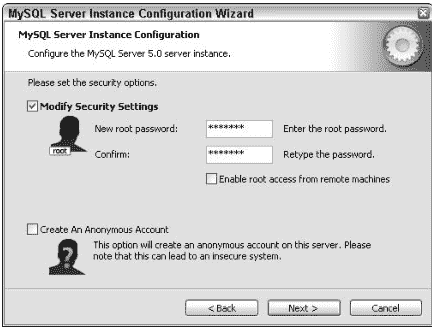 MySQL Server Instance Configuration Wizard
MySQL Server Instance Configuration
Configure the MySQL Server 5.0 server instance.
Please set the security options.
Modify Security Settings
New root password: ******* Enter the root password.
root
Confirm: ******* Retype the password.
Enable root access from remote machines
Create An Anonymous Account
This option will create an anonymous account on this server. Please
note that this can lead to an insecure system.
< Back Next > Cancel